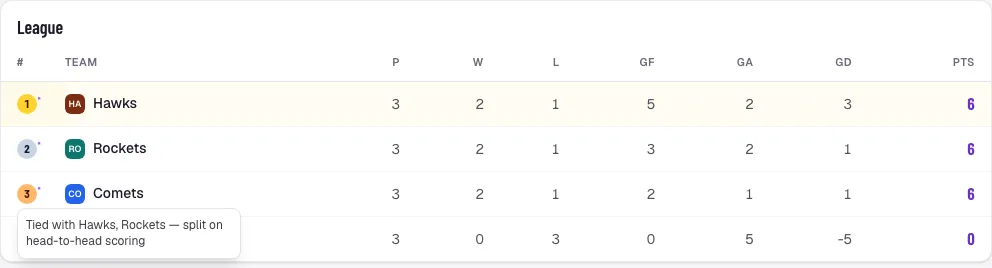 League
# TEAM P W L GF GA GD PTS
1 * HA Hawks 3 2 1 5 2 3 6
2 * RO Rockets 3 2 1 3 2 1 6
3 * CO Comets 3 2 1 2 1 1 6
Tied with Hawks, Rockets — split on
head-to-head scoring
3 0 3 0 5 -5 0